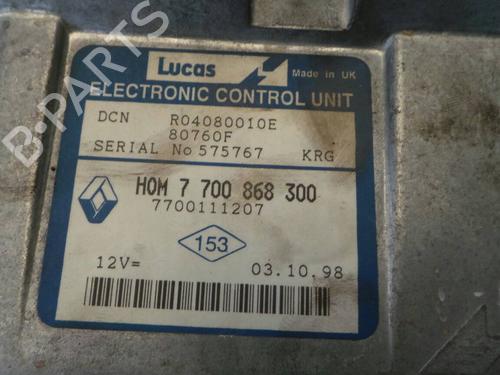 Lucas
Made in UK
ELECTRONIC CONTROL UNIT
DCN R04080010E
80760F
SERIAL No 575767 KRG
HOM 7 700 868 300
7700111207
153
12V= 03.10.98
B-PARTS